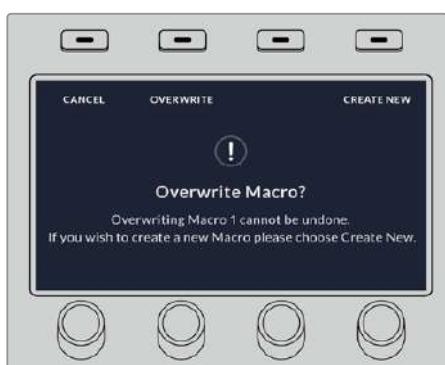 CANCEL OVERWRITE CREATE NEW
!
Overwrite Macro?
Overwriting Macro 1 cannot be undone.
If you wish to create a new Macro please choose Create New.